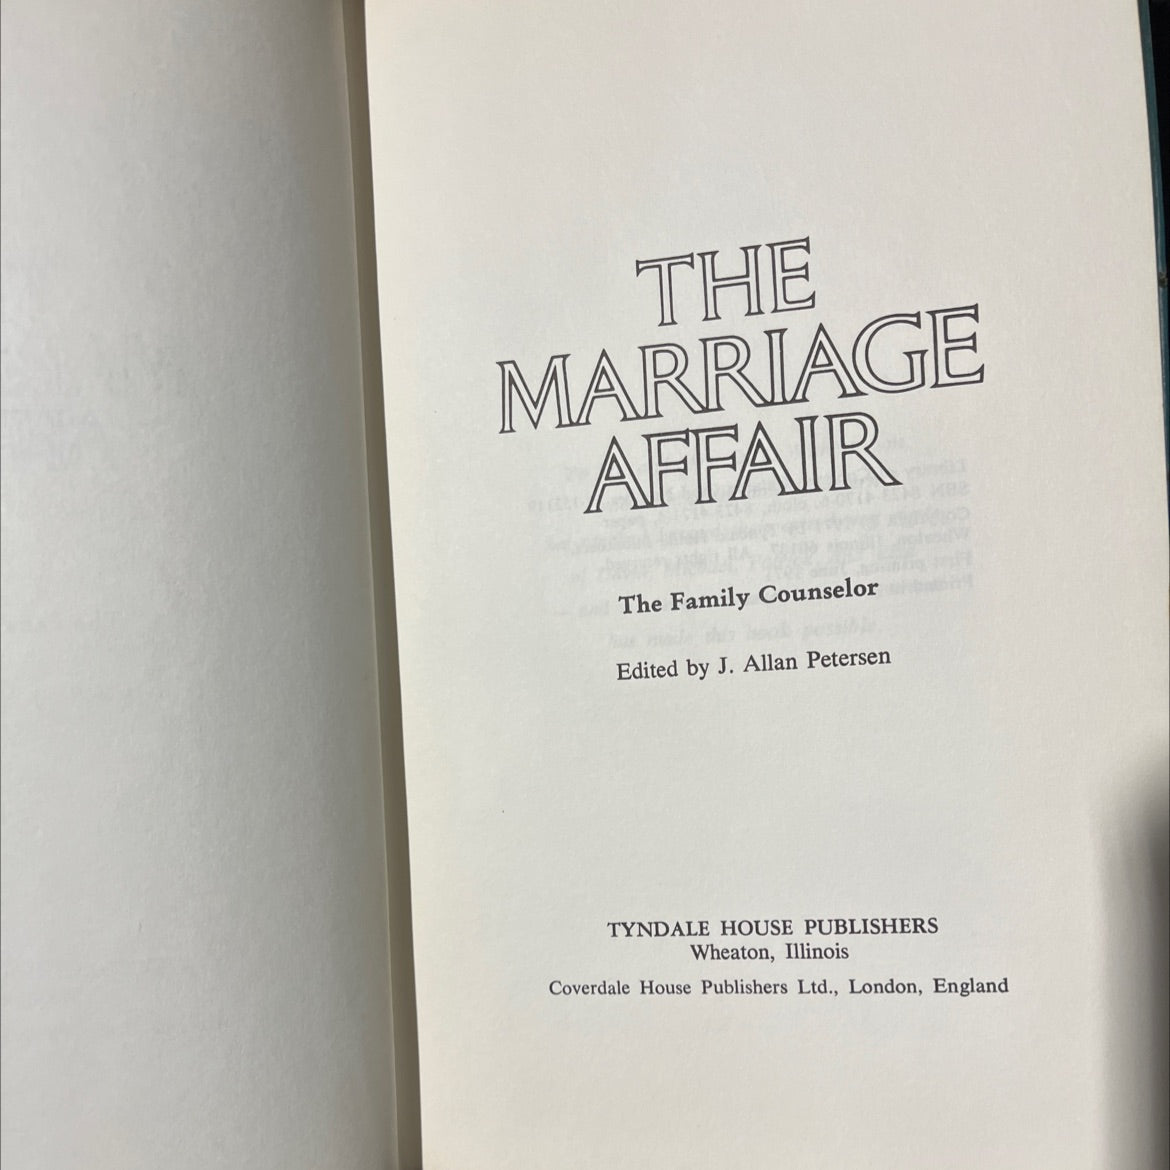 THE
MARRIAGE
AFFAIR
The Family Counselor
Edited by J. Allan Petersen
TYNDALE HOUSE PUBLISHERS
Wheaton, Illinois
Coverdale House Publishers Ltd., London, England